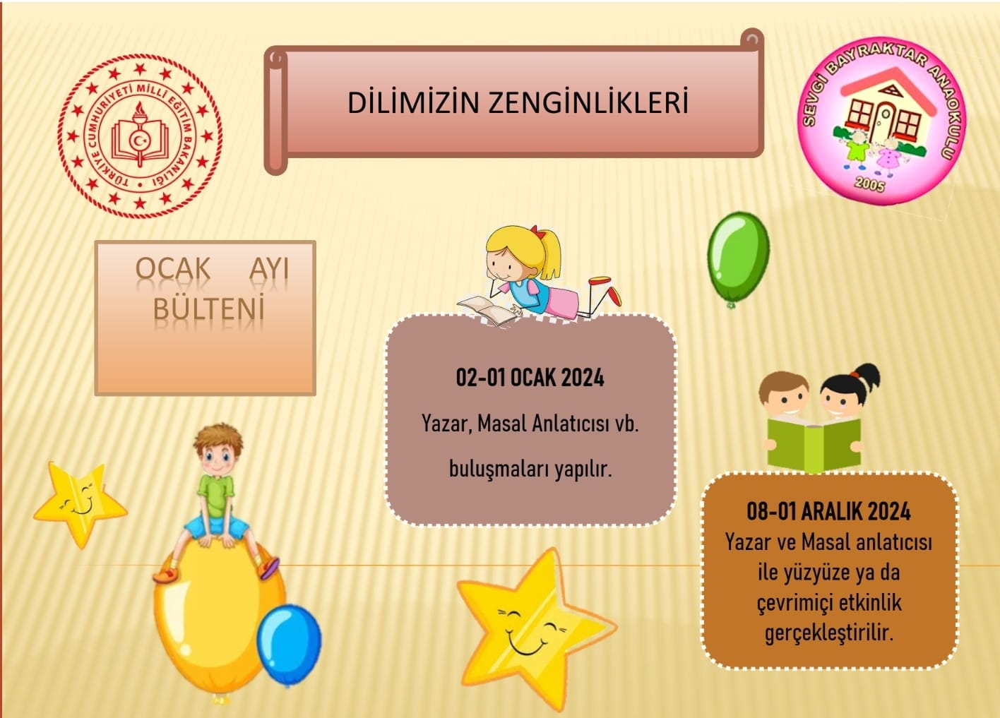 TÜRKİYE CUMHURİYETİ MİLLÎ EĞİTİM BAKANLIĞI
DİLİMİZİN ZENGİNLİKLERİ
SEVGİ BAYRAKTAR ANAOKULU
2005
OCAK AYI
BÜLTENİ
02-01 OCAK 2024
Yazar, Masal Anlatıcısı vb.
buluşmaları yapılır.
08-01 ARALIK 2024
Yazar ve Masal anlatıcısı
ile yüzyüze ya da
çevrimiçi etkinlik
gerçekleştirilir.